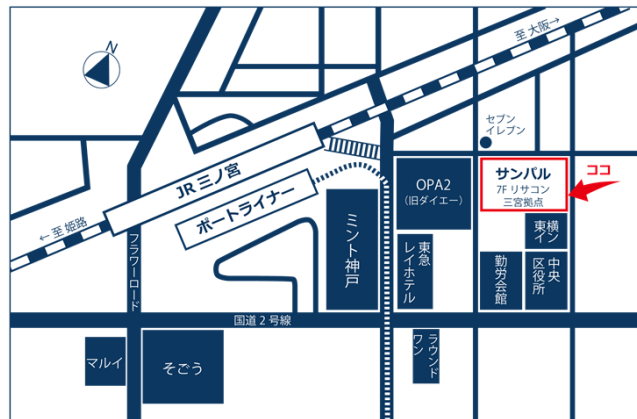 N
至 大阪→
セブン
イレブン
JR 三ノ宮
ポートライナー
←至 姫路
フラワーロード
ミント神戸
OPA2
（旧ダイエー）
サンパル
7F リサコン
三宮拠点
ココ
東横
イン
東急
レイホテル
勤労会館
中央
区役所
国道 2 号線
マルイ
そごう
ラウンド
ワン